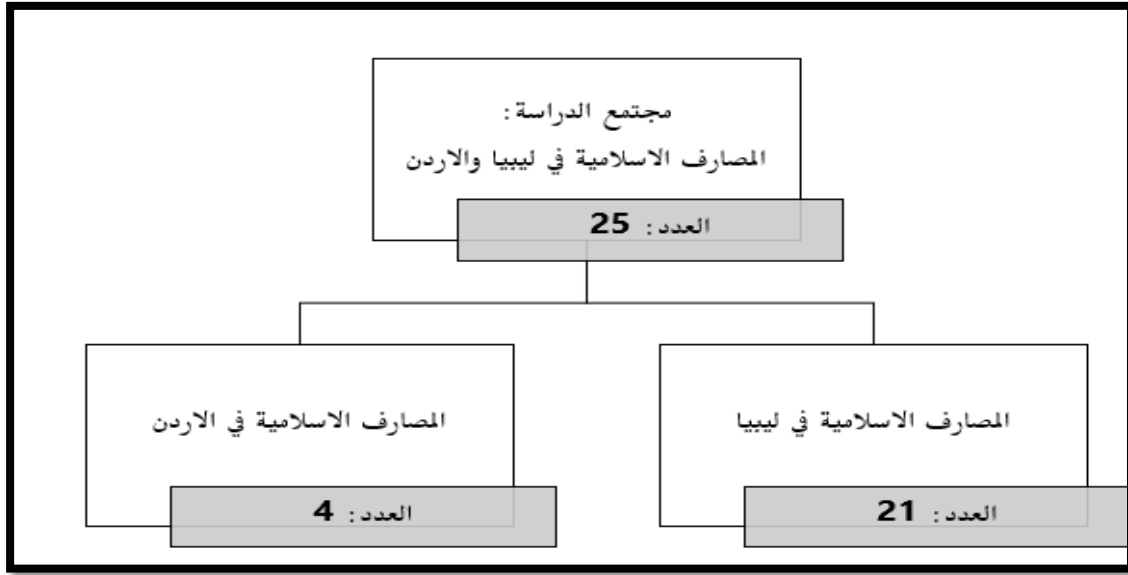 مجتمع الدراسة:
المصارف الاسلامية في ليبيا والاردن
العدد: 25
المصارف الاسلامية في ليبيا
العدد: 21
المصارف الاسلامية في الاردن
العدد: 4